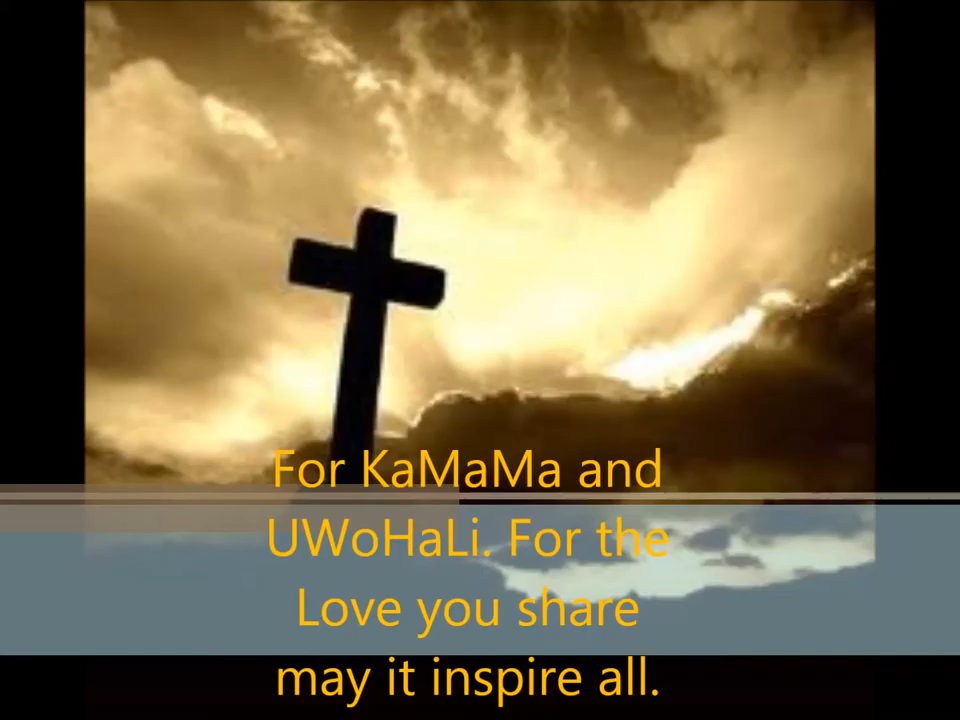 For KaMaMa and
UWoHaLi. For the
Love you share
may it inspire all.